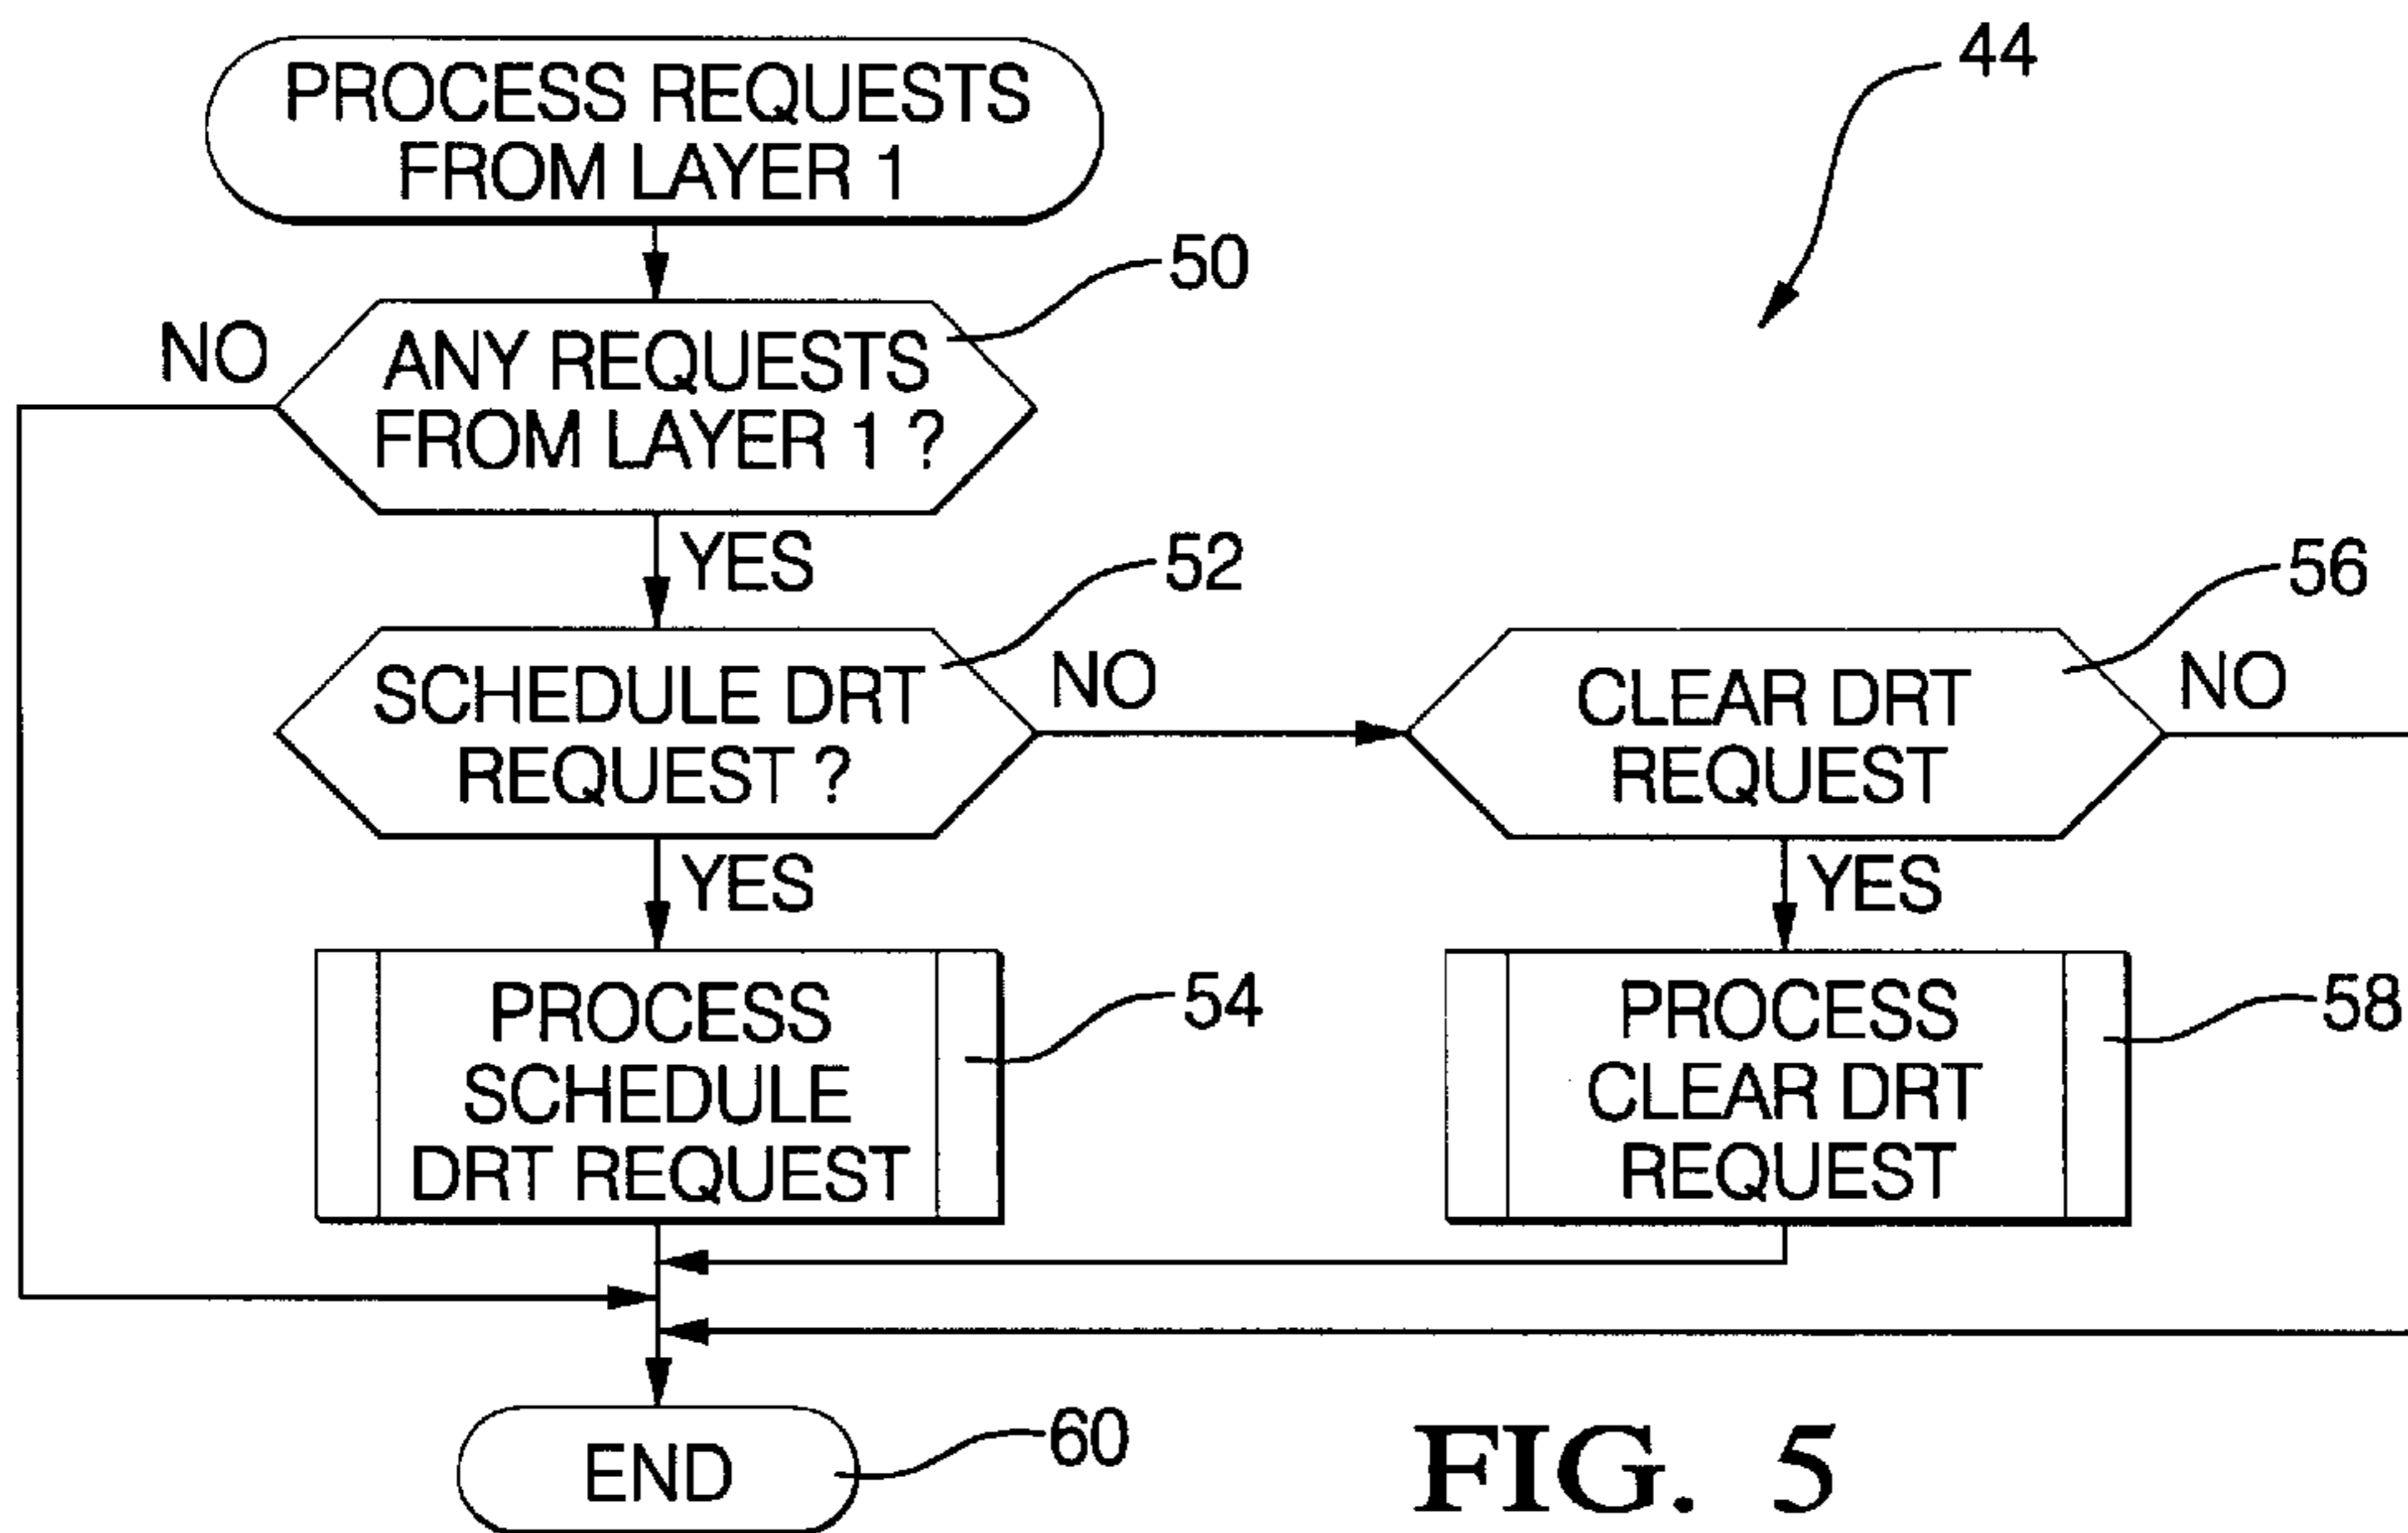 PROCESS REQUESTS
FROM LAYER 1
44
50
NO
ANY REQUESTS
FROM LAYER 1 ?
YES
52
56
SCHEDULE DRT
REQUEST ?
NO
CLEAR DRT
REQUEST
NO
YES
YES
PROCESS
SCHEDULE
DRT REQUEST
54
PROCESS
CLEAR DRT
REQUEST
58
END
60
FIG. 5